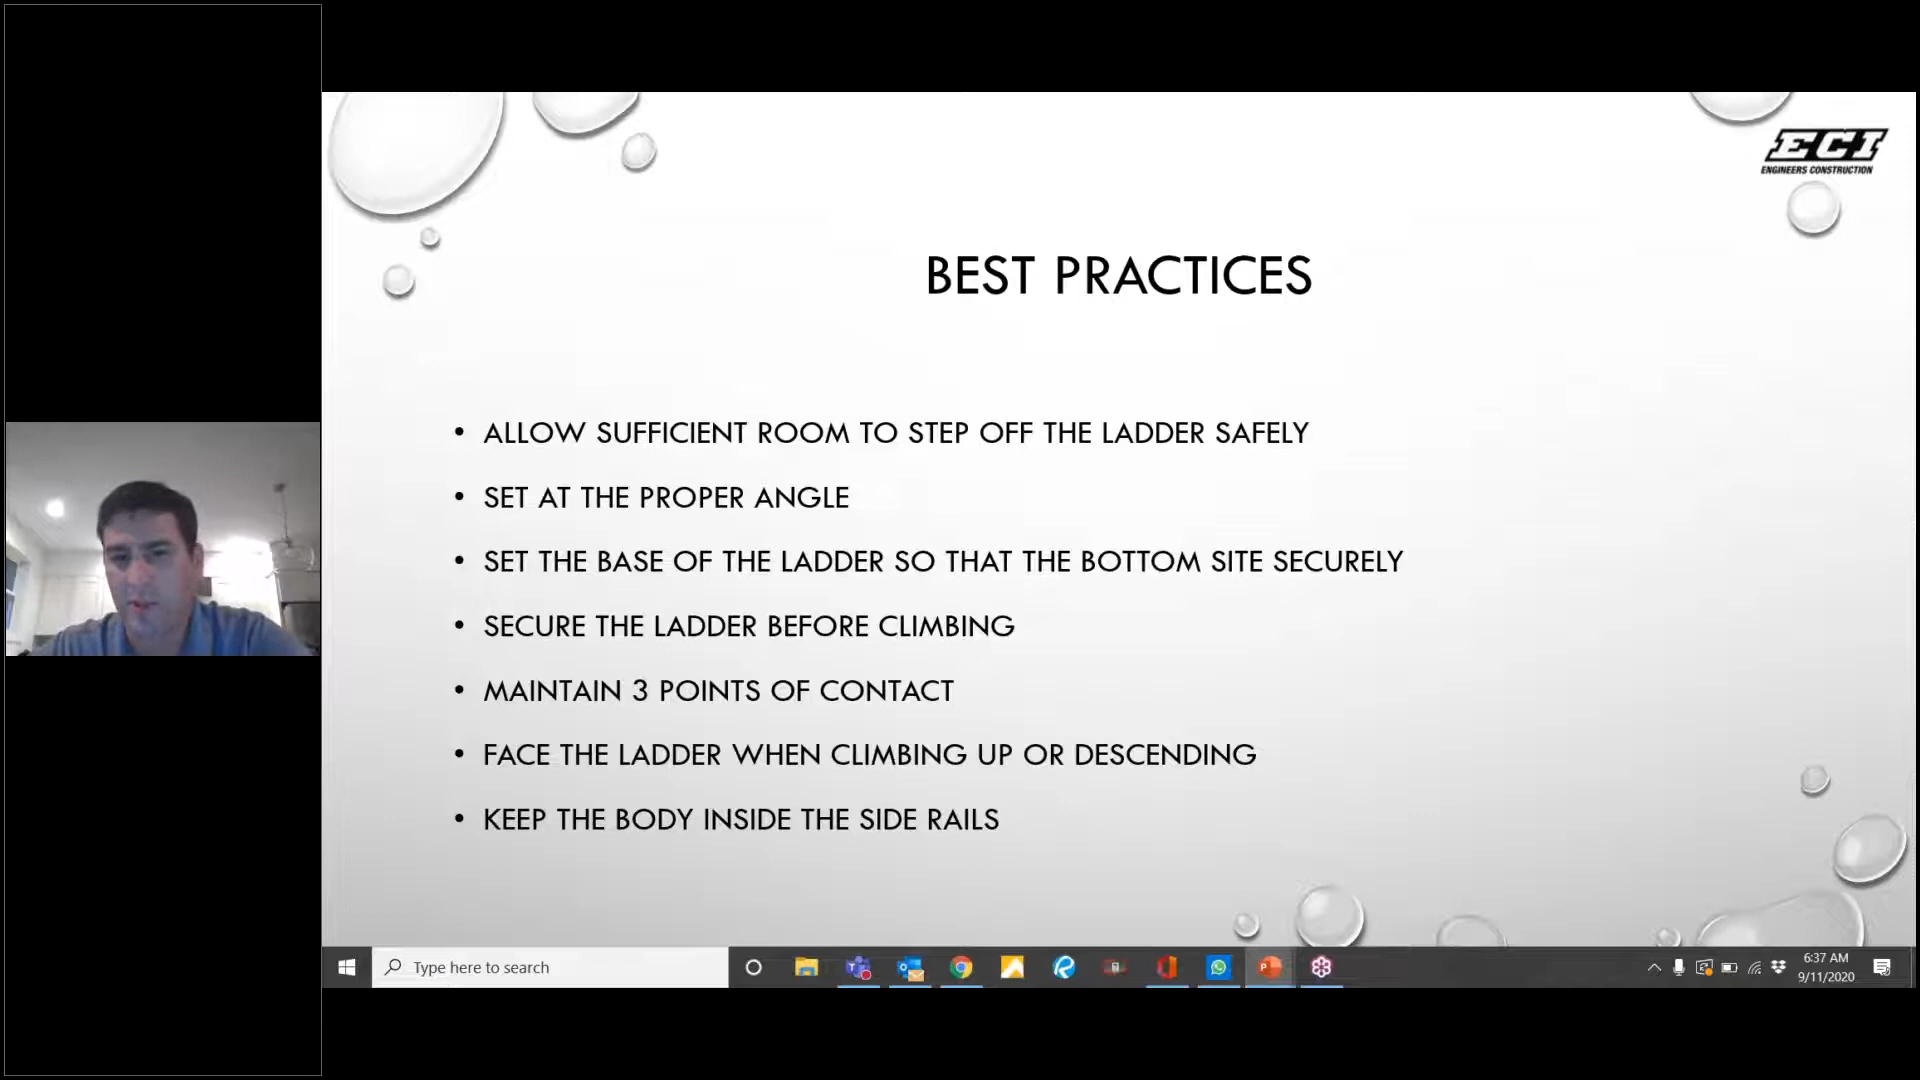 ECI
ENGINEERS CONSTRUCTION
BEST PRACTICES
• ALLOW SUFFICIENT ROOM TO STEP OFF THE LADDER SAFELY
• SET AT THE PROPER ANGLE
• SET THE BASE OF THE LADDER SO THAT THE BOTTOM SITE SECURELY
• SECURE THE LADDER BEFORE CLIMBING
• MAINTAIN 3 POINTS OF CONTACT
• FACE THE LADDER WHEN CLIMBING UP OR DESCENDING
• KEEP THE BODY INSIDE THE SIDE RAILS
Type here to search
6:37 AM
9/11/2020